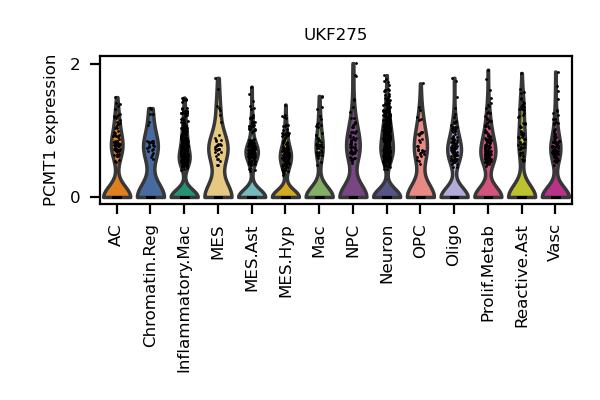 UKF275
PCMT1 expression
2
0
AC
Chromatin.Reg
Inflammatory.Mac
MES
MES.Ast
MES.Hyp
Mac
NPC
Neuron
OPC
Oligo
Prolif.Metab
Reactive.Ast
Vasc